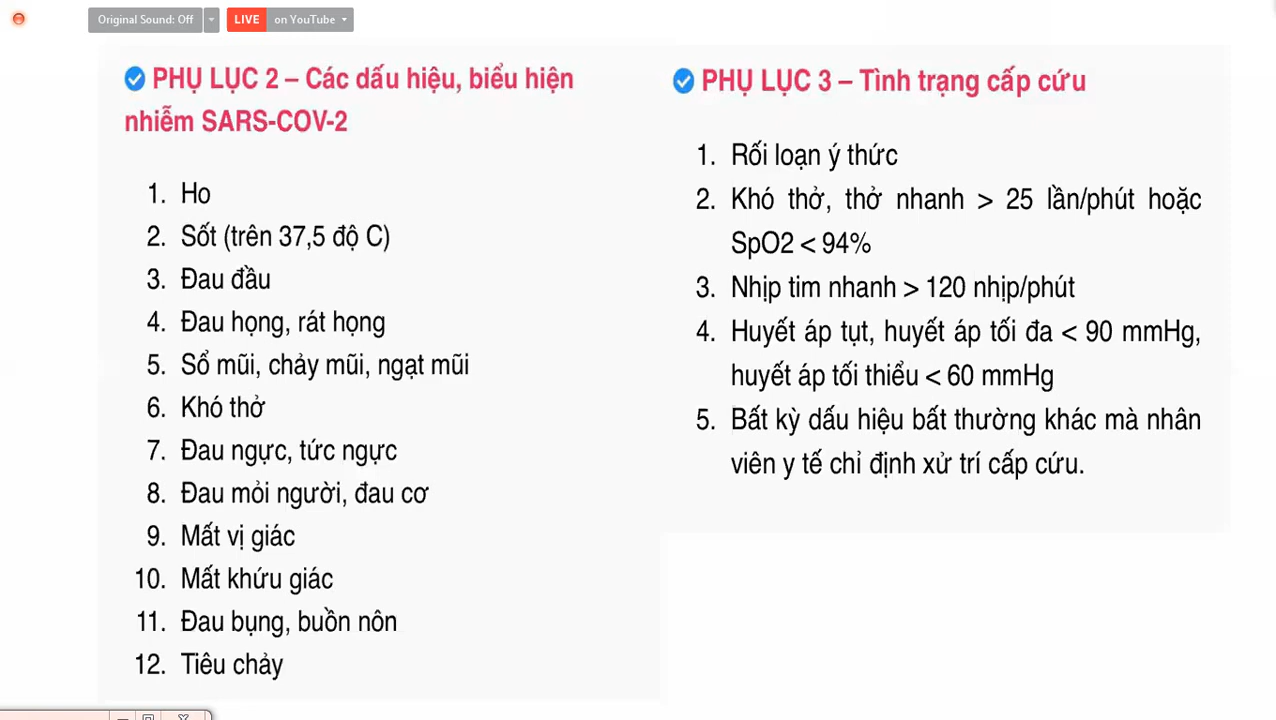 Original Sound: Off
LIVE on YouTube
PHỤ LỤC 2 – Các dấu hiệu, biểu hiện
nhiễm SARS-COV-2
1. Ho
2. Sốt (trên 37,5 độ C)
3. Đau đầu
4. Đau họng, rát họng
5. Sổ mũi, chảy mũi, ngạt mũi
6. Khó thở
7. Đau ngực, tức ngực
8. Đau mỏi người, đau cơ
9. Mất vị giác
10. Mất khứu giác
11. Đau bụng, buồn nôn
12. Tiêu chảy
PHỤ LỤC 3 – Tình trạng cấp cứu
1. Rối loạn ý thức
2. Khó thở, thở nhanh > 25 lần/phút hoặc
SpO2 < 94%
3. Nhịp tim nhanh > 120 nhịp/phút
4. Huyết áp tụt, huyết áp tối đa < 90 mmHg,
huyết áp tối thiểu < 60 mmHg
5. Bất kỳ dấu hiệu bất thường khác mà nhân
viên y tế chỉ định xử trí cấp cứu.